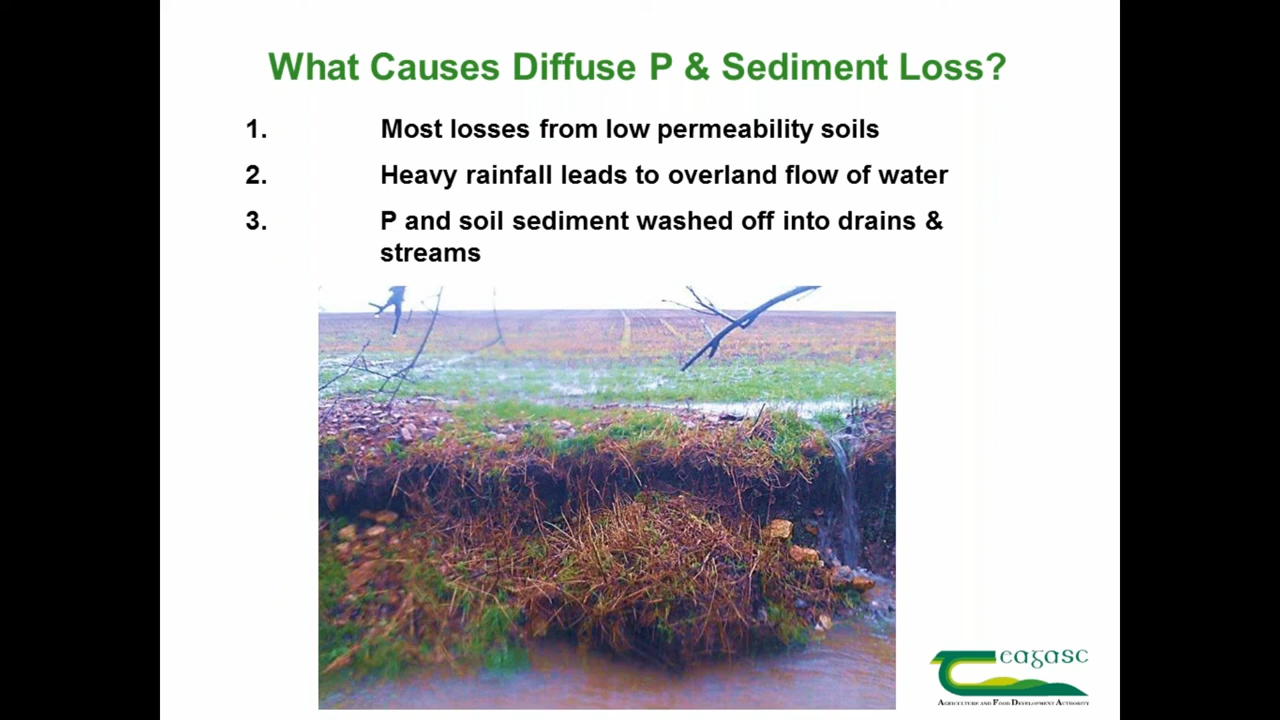 What Causes Diffuse P & Sediment Loss?
1. Most losses from low permeability soils
2. Heavy rainfall leads to overland flow of water
3. P and soil sediment washed off into drains &
streams
teagasc
AGRICULTURE AND FOOD DEVELOPMENT AUTHORITY